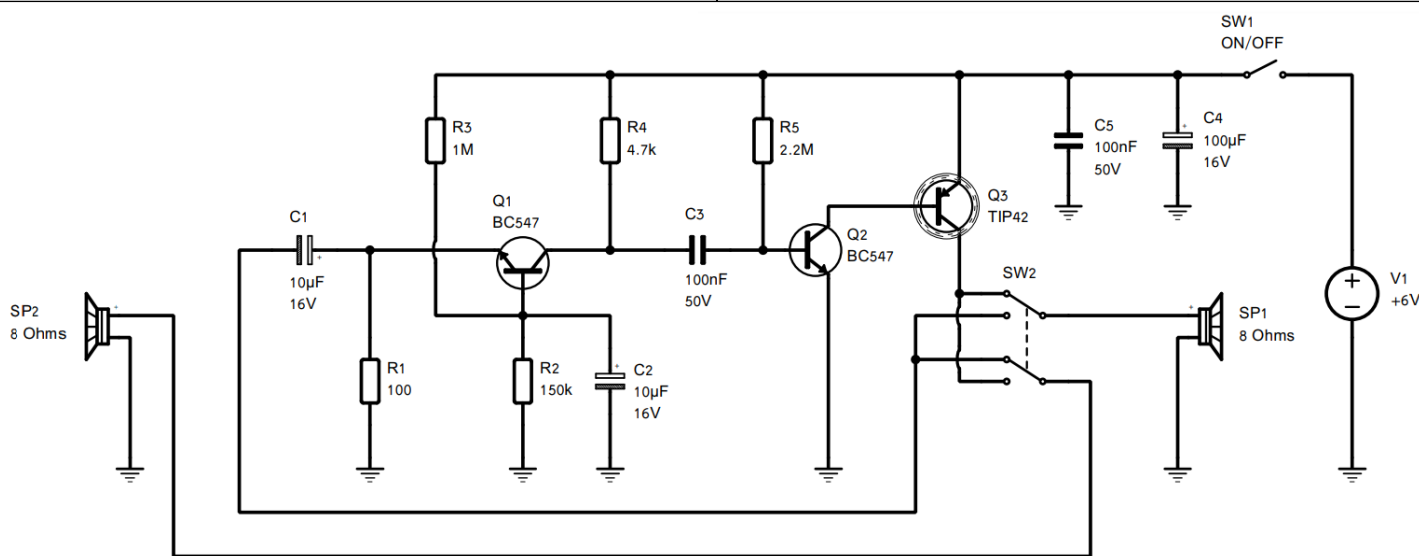 SW1
ON/OFF
R3
1M
R4
4.7k
R5
2.2M
C5
100nF
50V
C4
100µF
16V
Q1
BC547
C1
10µF
16V
C3
100nF
50V
Q2
BC547
Q3
TIP42
SW2
SP2
8 Ohms
SP1
8 Ohms
V1
+6V
R1
100
R2
150k
C2
10µF
16V